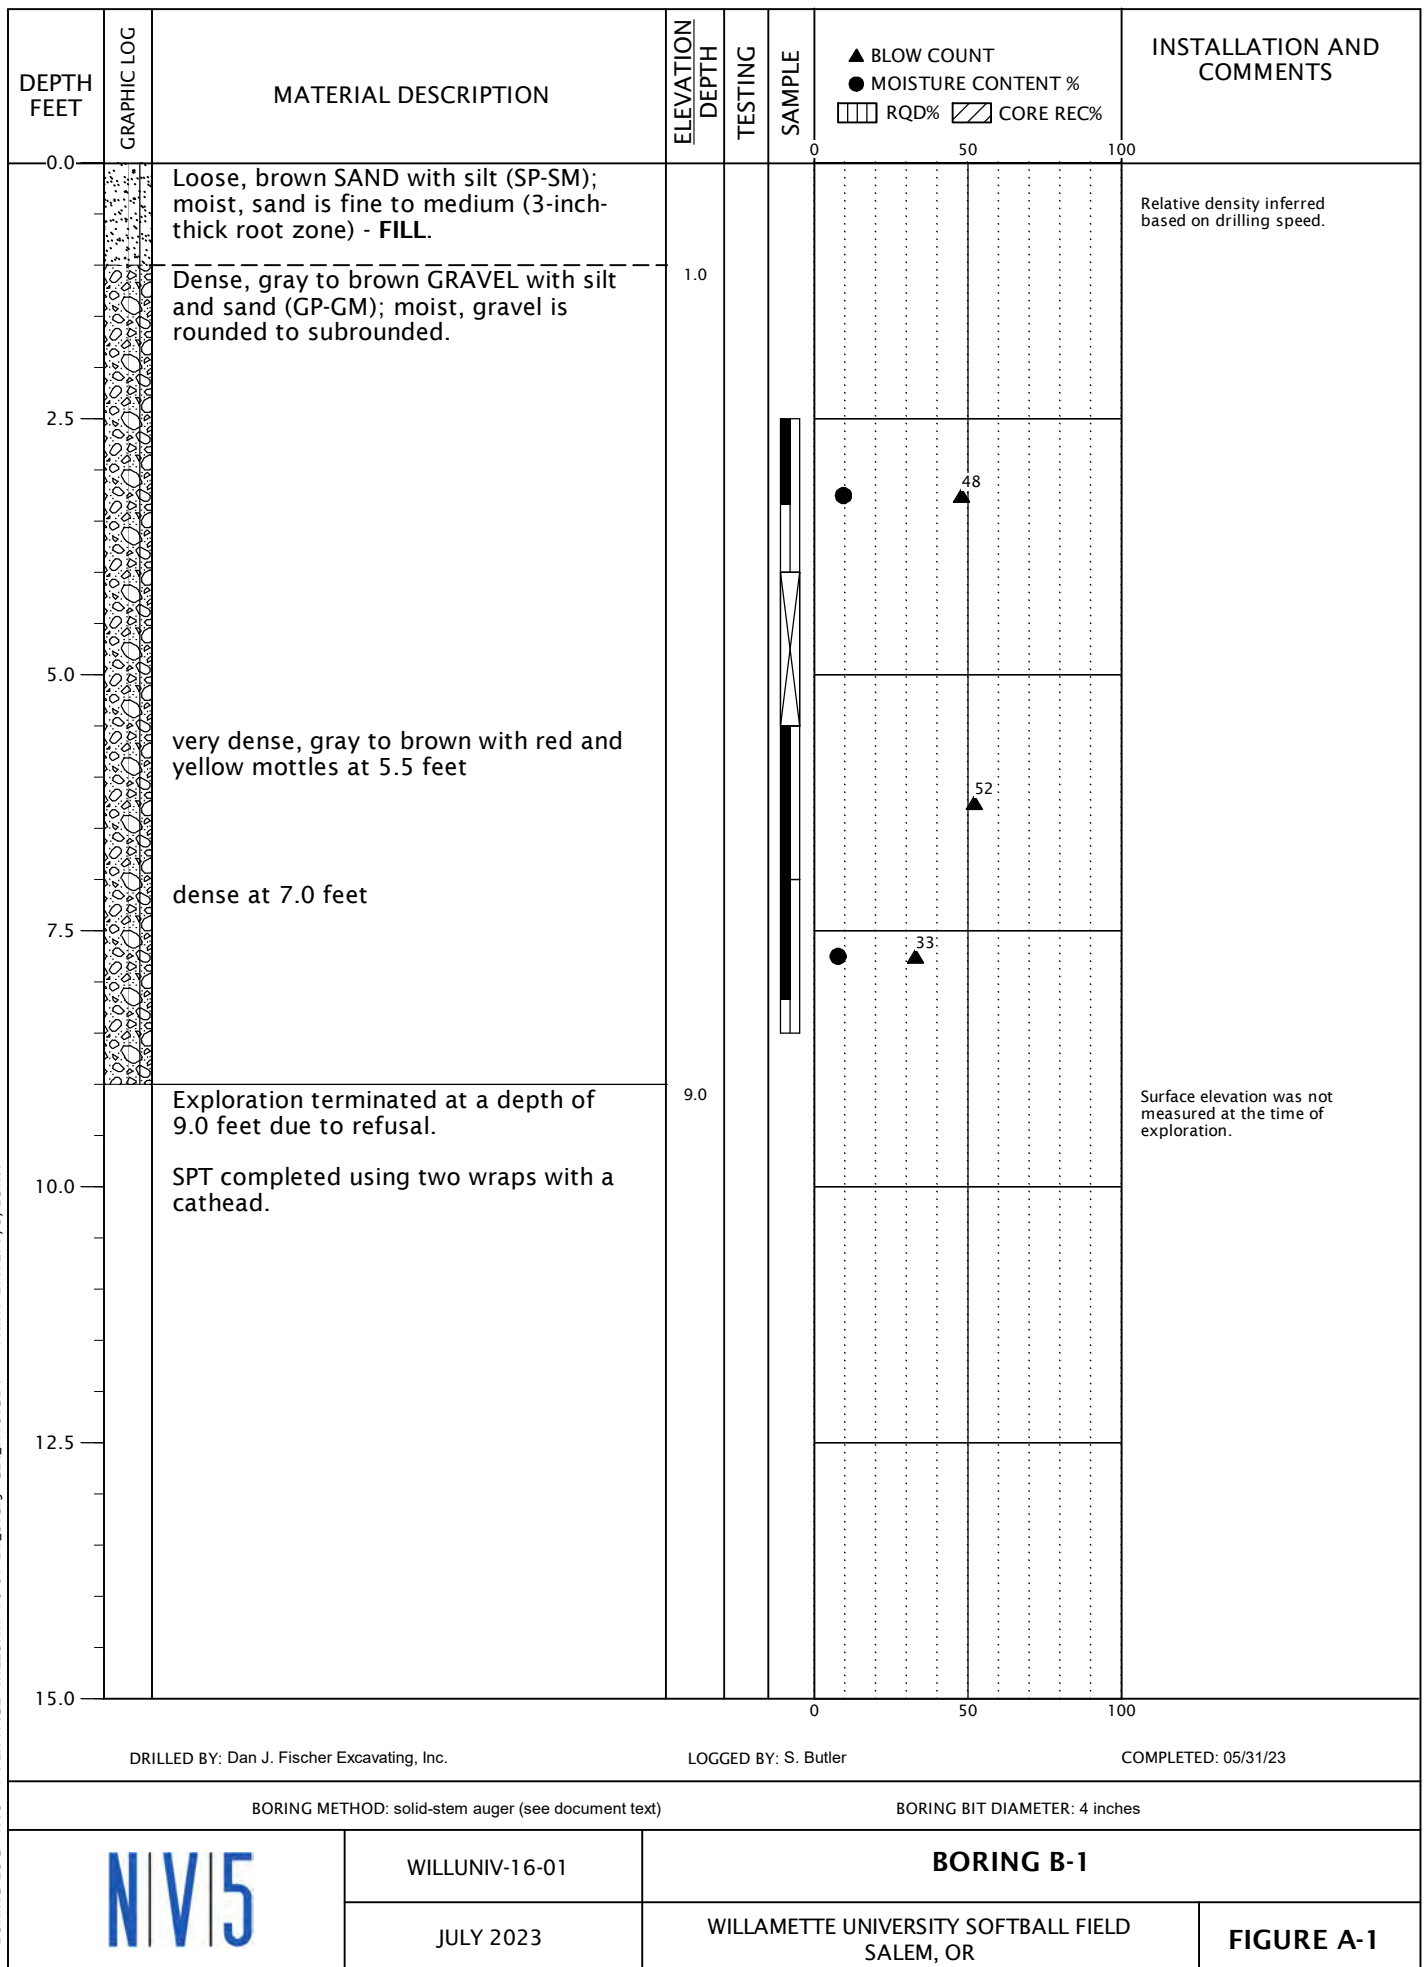 DEPTH
FEET
GRAPHIC LOG
MATERIAL DESCRIPTION
ELEVATION
DEPTH
TESTING
SAMPLE
▲ BLOW COUNT
● MOISTURE CONTENT %
RQD% CORE REC%
INSTALLATION AND
COMMENTS
0 50 100
0.0
Loose, brown SAND with silt (SP-SM);
moist, sand is fine to medium (3-inch-
thick root zone) - FILL.
Relative density inferred
based on drilling speed.
1.0
Dense, gray to brown GRAVEL with silt
and sand (GP-GM); moist, gravel is
rounded to subrounded.
2.5
48
5.0
very dense, gray to brown with red and
yellow mottles at 5.5 feet
52
dense at 7.0 feet
7.5
33
Exploration terminated at a depth of
9.0 feet due to refusal.
9.0
Surface elevation was not
measured at the time of
exploration.
SPT completed using two wraps with a
cathead.
10.0
12.5
15.0
0 50 100
DRILLED BY: Dan J. Fischer Excavating, Inc.
LOGGED BY: S. Butler
COMPLETED: 05/31/23
BORING METHOD: solid-stem auger (see document text)
BORING BIT DIAMETER: 4 inches
N|V|5
WILLUNIV-16-01
BORING B-1
JULY 2023
WILLAMETTE UNIVERSITY SOFTBALL FIELD
SALEM, OR
FIGURE A-1